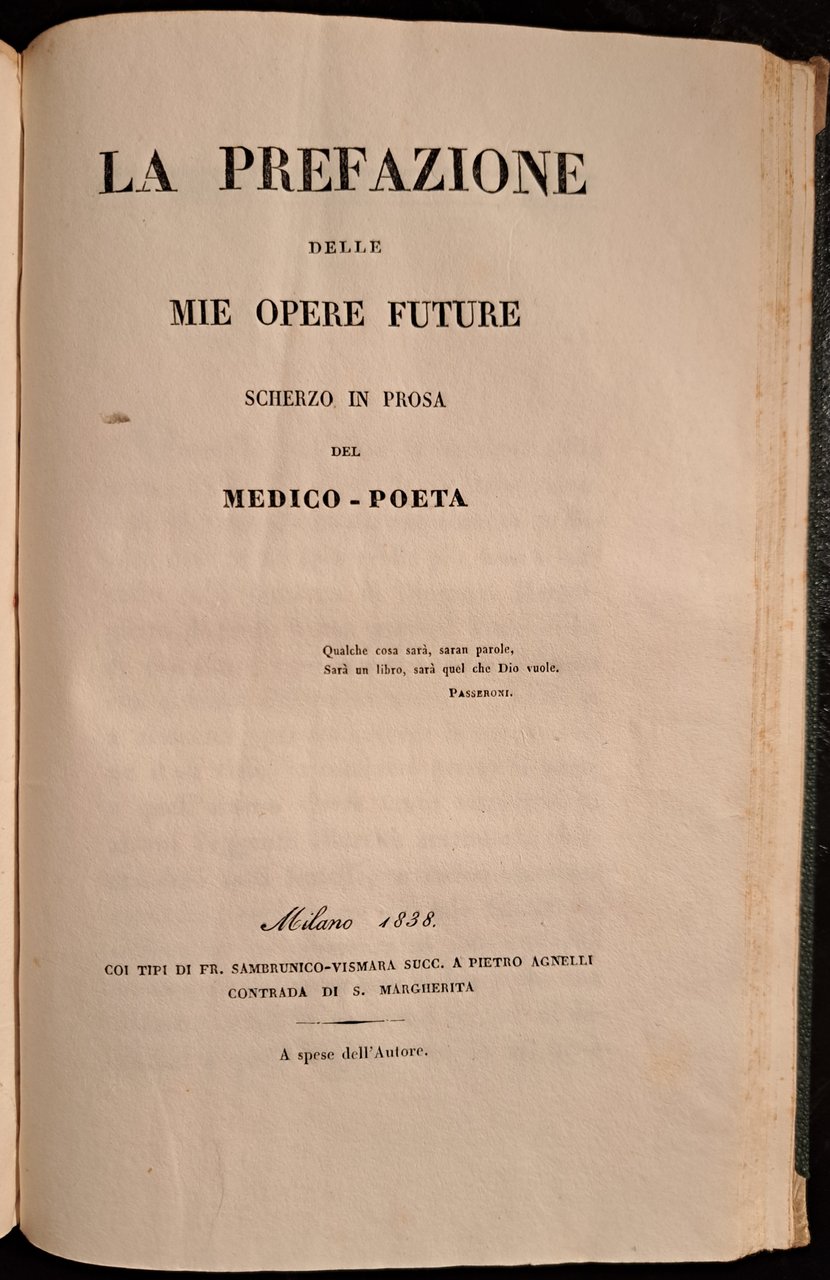 LA PREFAZIONE
DELLE
MIE OPERE FUTURE
SCHERZO IN PROSA
DEL
MEDICO-POETA
Qualche cosa sarà, saran parole,
Sarà un libro, sarà quel che Dio vuole.
PASSERONI.
Milano 1838.
COI TIPI DI FR. SAMBRUNICO-VISMARA SUCC. A PIETRO AGNELLI
CONTRADA DI S. MARGHERITA
A spese dell'Autore.